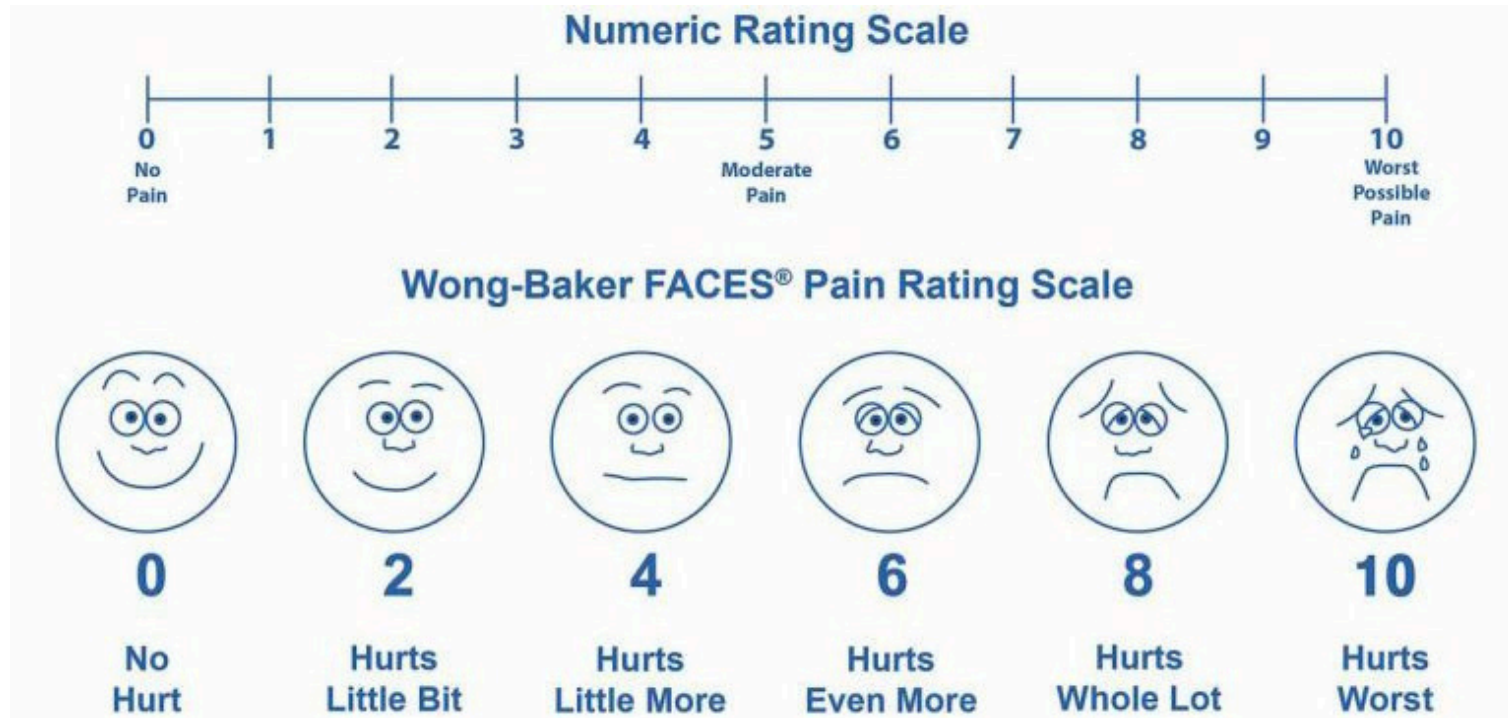 Numeric Rating Scale
0 1 2 3 4 5 6 7 8 9 10
No Pain
Moderate Pain
Worst Possible Pain
Wong-Baker FACES® Pain Rating Scale
0 2 4 6 8 10
No Hurt
Hurts Little Bit
Hurts Little More
Hurts Even More
Hurts Whole Lot
Hurts Worst